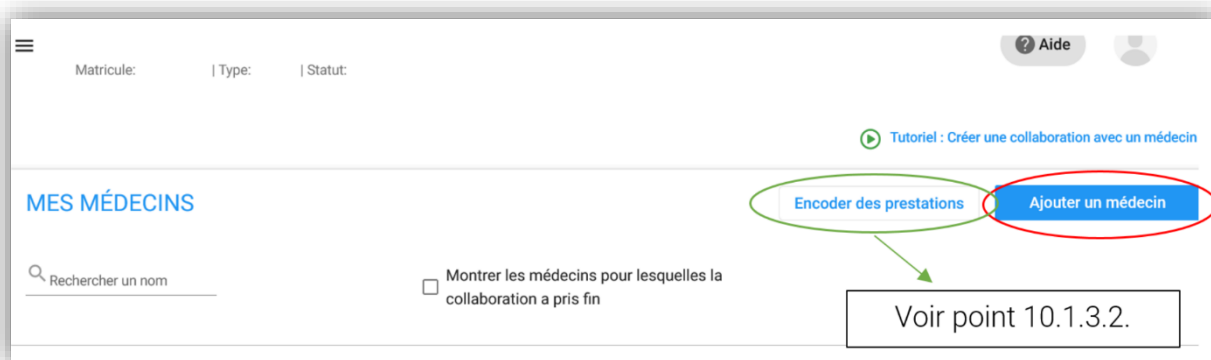 Aide
Matricule: | Type: | Statut:
Tutoriel : Créer une collaboration avec un médecin
MES MÉDECINS
Encoder des prestations
Ajouter un médecin
Rechercher un nom
Montrer les médecins pour lesquelles la
collaboration a pris fin
Voir point 10.1.3.2.